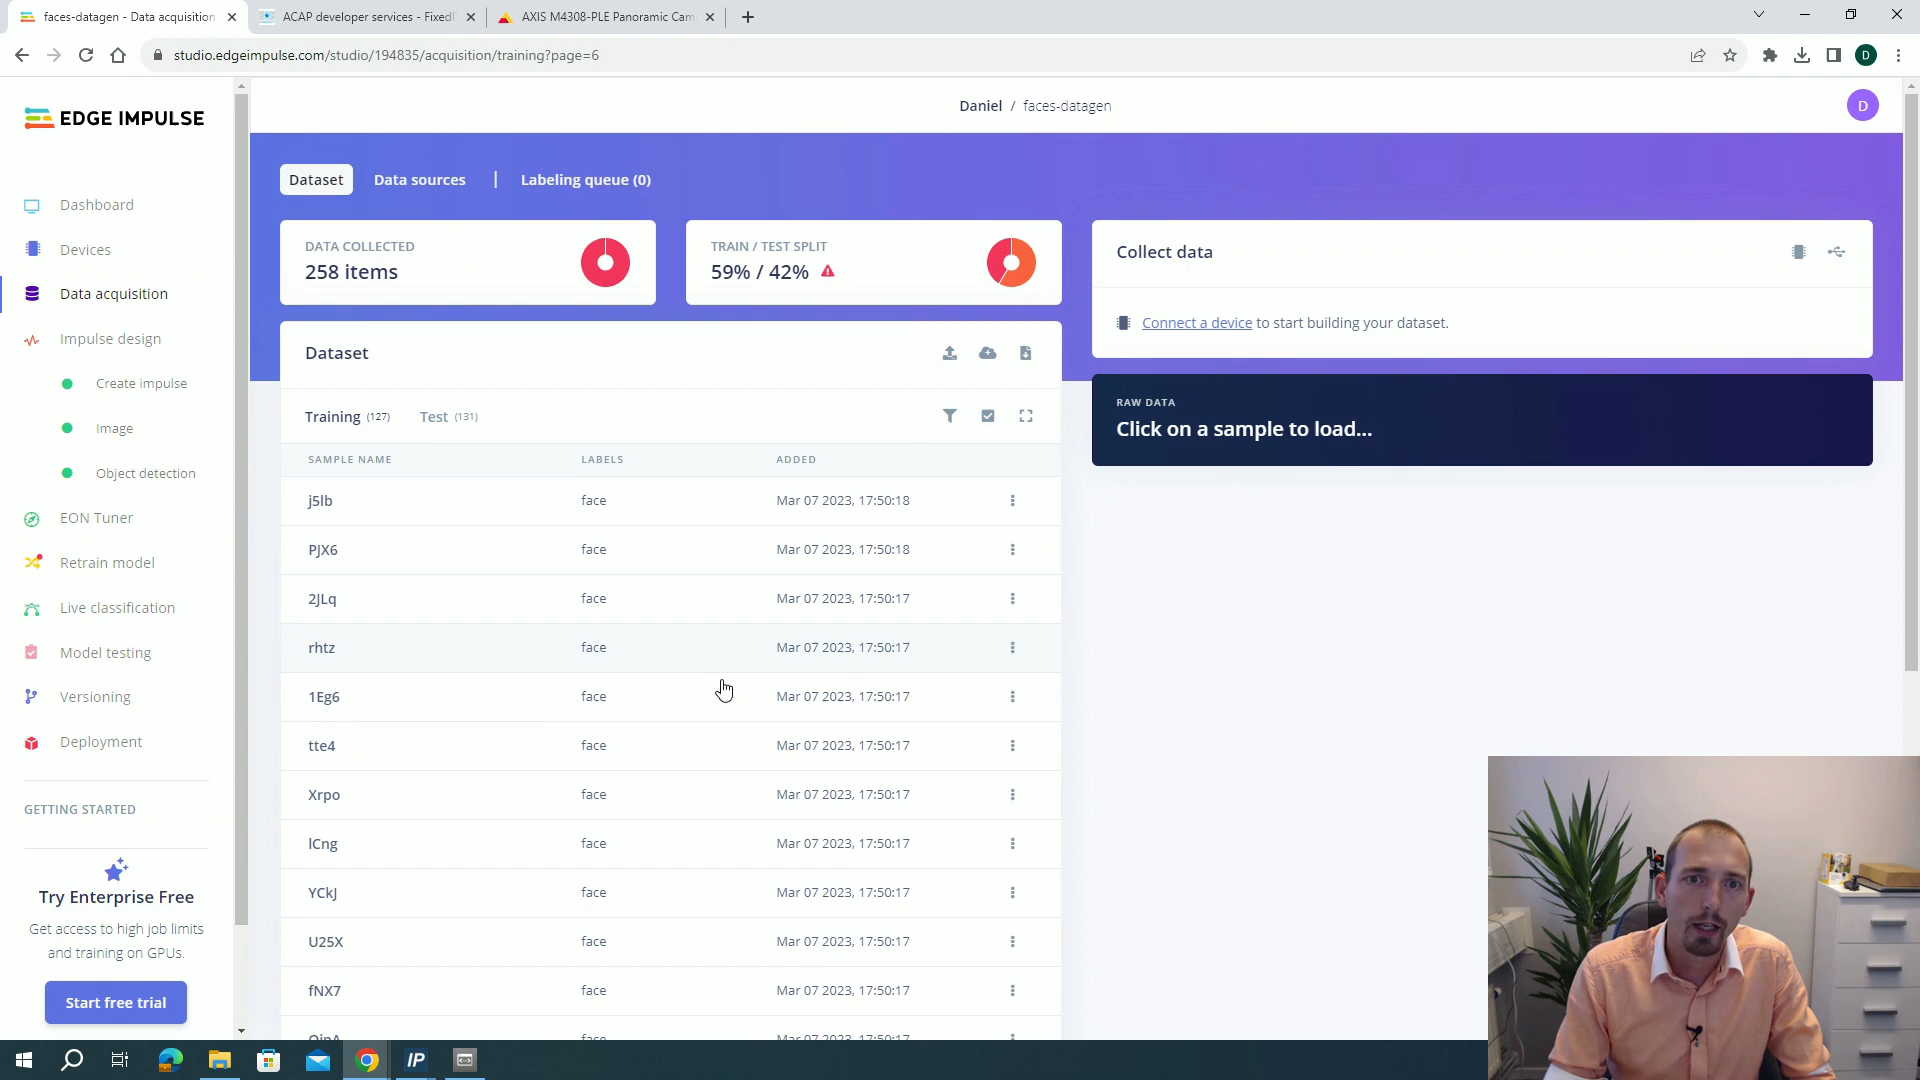 faces-datagen - Data acquisition
ACAP developer services - FixedI
AXIS M4308-PLE Panoramic Cam
studio.edgeimpulse.com/studio/194835/acquisition/training?page=6
D
EDGE IMPULSE
Daniel / faces-datagen
D
Dashboard
Devices
Data acquisition
Impulse design
Create impulse
Image
Object detection
EON Tuner
Retrain model
Live classification
Model testing
Versioning
Deployment
GETTING STARTED
Try Enterprise Free
Get access to high job limits
and training on GPUs.
Start free trial
Dataset
Data sources
|
Labeling queue (0)
DATA COLLECTED
258 items
TRAIN / TEST SPLIT
59% / 42%
Collect data
Connect a device to start building your dataset.
RAW DATA
Click on a sample to load...
Dataset
Training (127)
Test (131)
SAMPLE NAME LABELS ADDED
j5lb face Mar 07 2023, 17:50:18
PJX6 face Mar 07 2023, 17:50:18
2JLq face Mar 07 2023, 17:50:17
rhtz face Mar 07 2023, 17:50:17
1Eg6 face Mar 07 2023, 17:50:17
tte4 face Mar 07 2023, 17:50:17
Xrpo face Mar 07 2023, 17:50:17
lCng face Mar 07 2023, 17:50:17
YCkJ face Mar 07 2023, 17:50:17
U25X face Mar 07 2023, 17:50:17
fNX7 face Mar 07 2023, 17:50:17
face Mar 07 2023, 17:50:17
IP